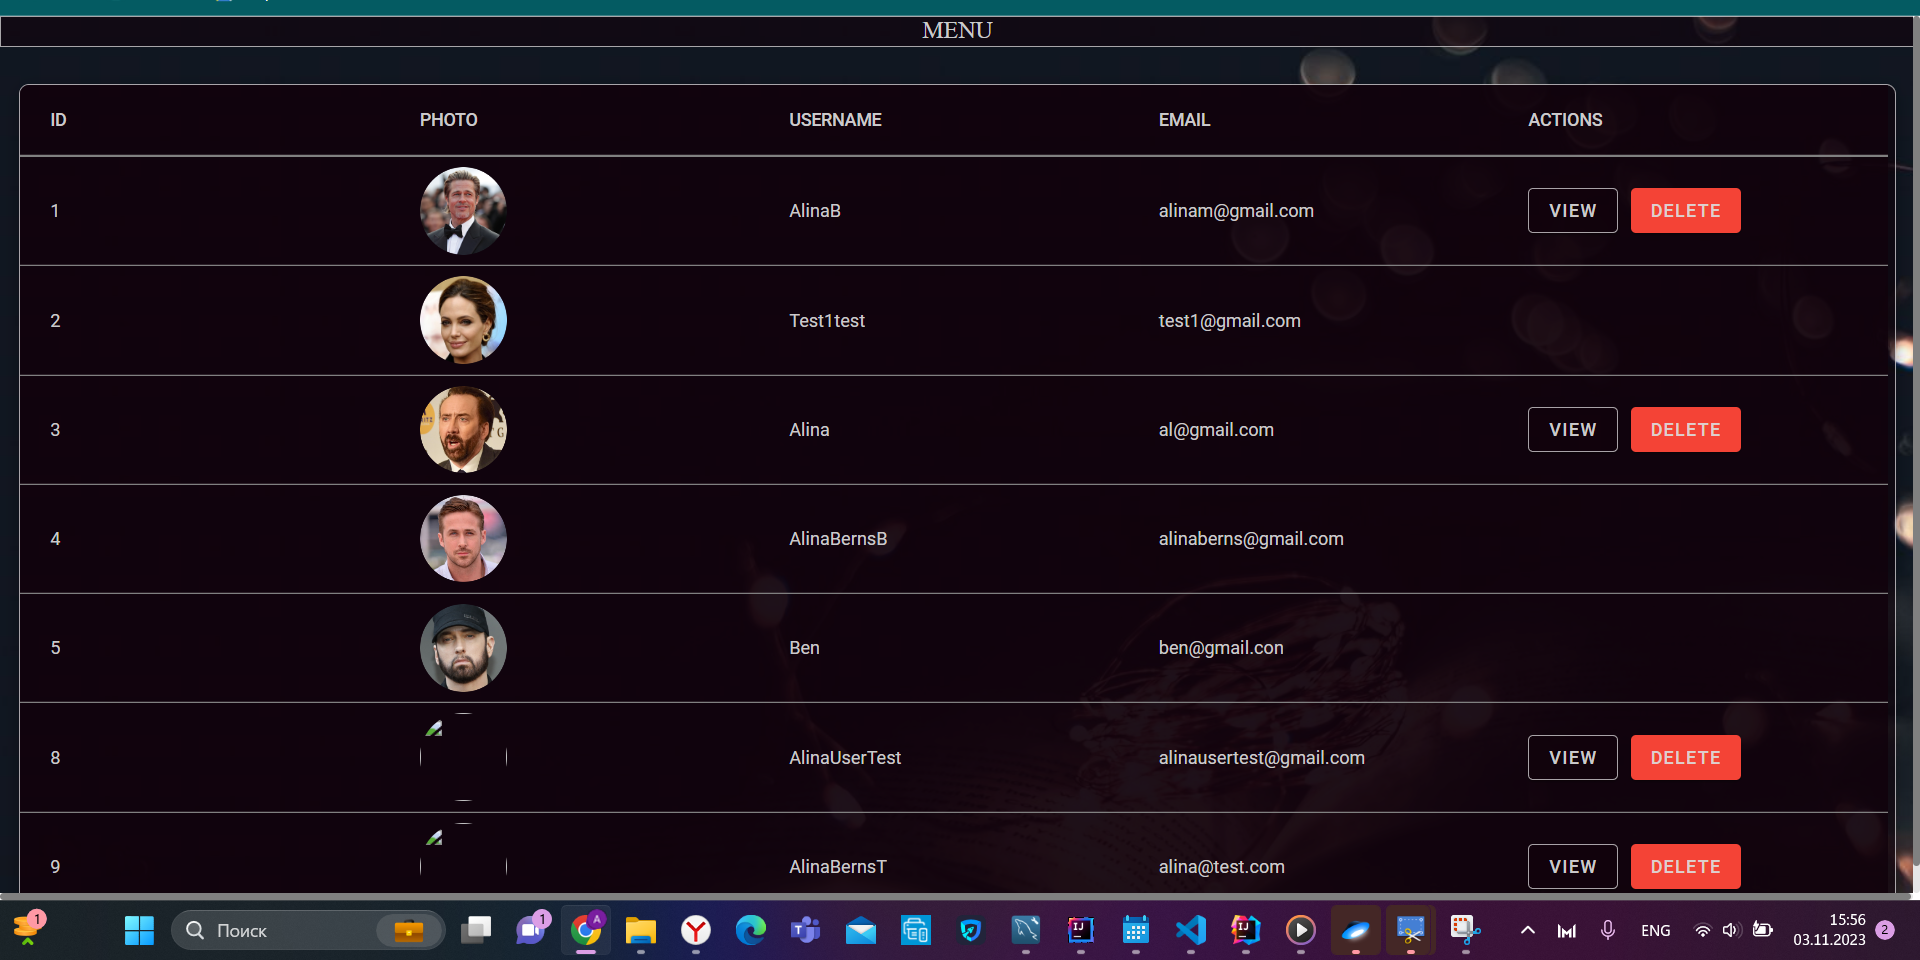 MENU
ID PHOTO USERNAME EMAIL ACTIONS
1 AlinaB alinam@gmail.com VIEW DELETE
2 Test1test test1@gmail.com
3 Alina al@gmail.com VIEW DELETE
4 AlinaBernsB alinaberns@gmail.com
5 Ben ben@gmail.con
8 AlinaUserTest alinausertest@gmail.com VIEW DELETE
9 AlinaBernsT alina@test.com VIEW DELETE
1 Поиск 1 A ENG 15:56
03.11.2023 2